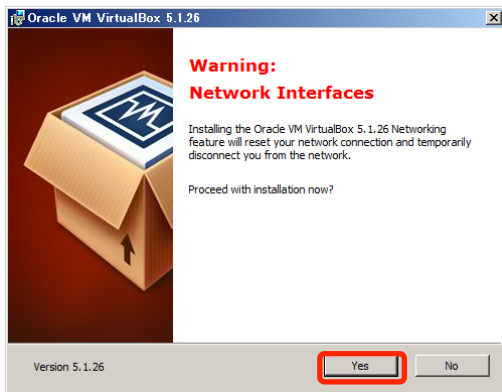 Oracle VM VirtualBox 5.1.26
Warning:
Network Interfaces
Installing the Oracle VM VirtualBox 5.1.26 Networking
feature will reset your network connection and temporarily
disconnect you from the network.
Proceed with installation now?
Version 5.1.26
Yes
No